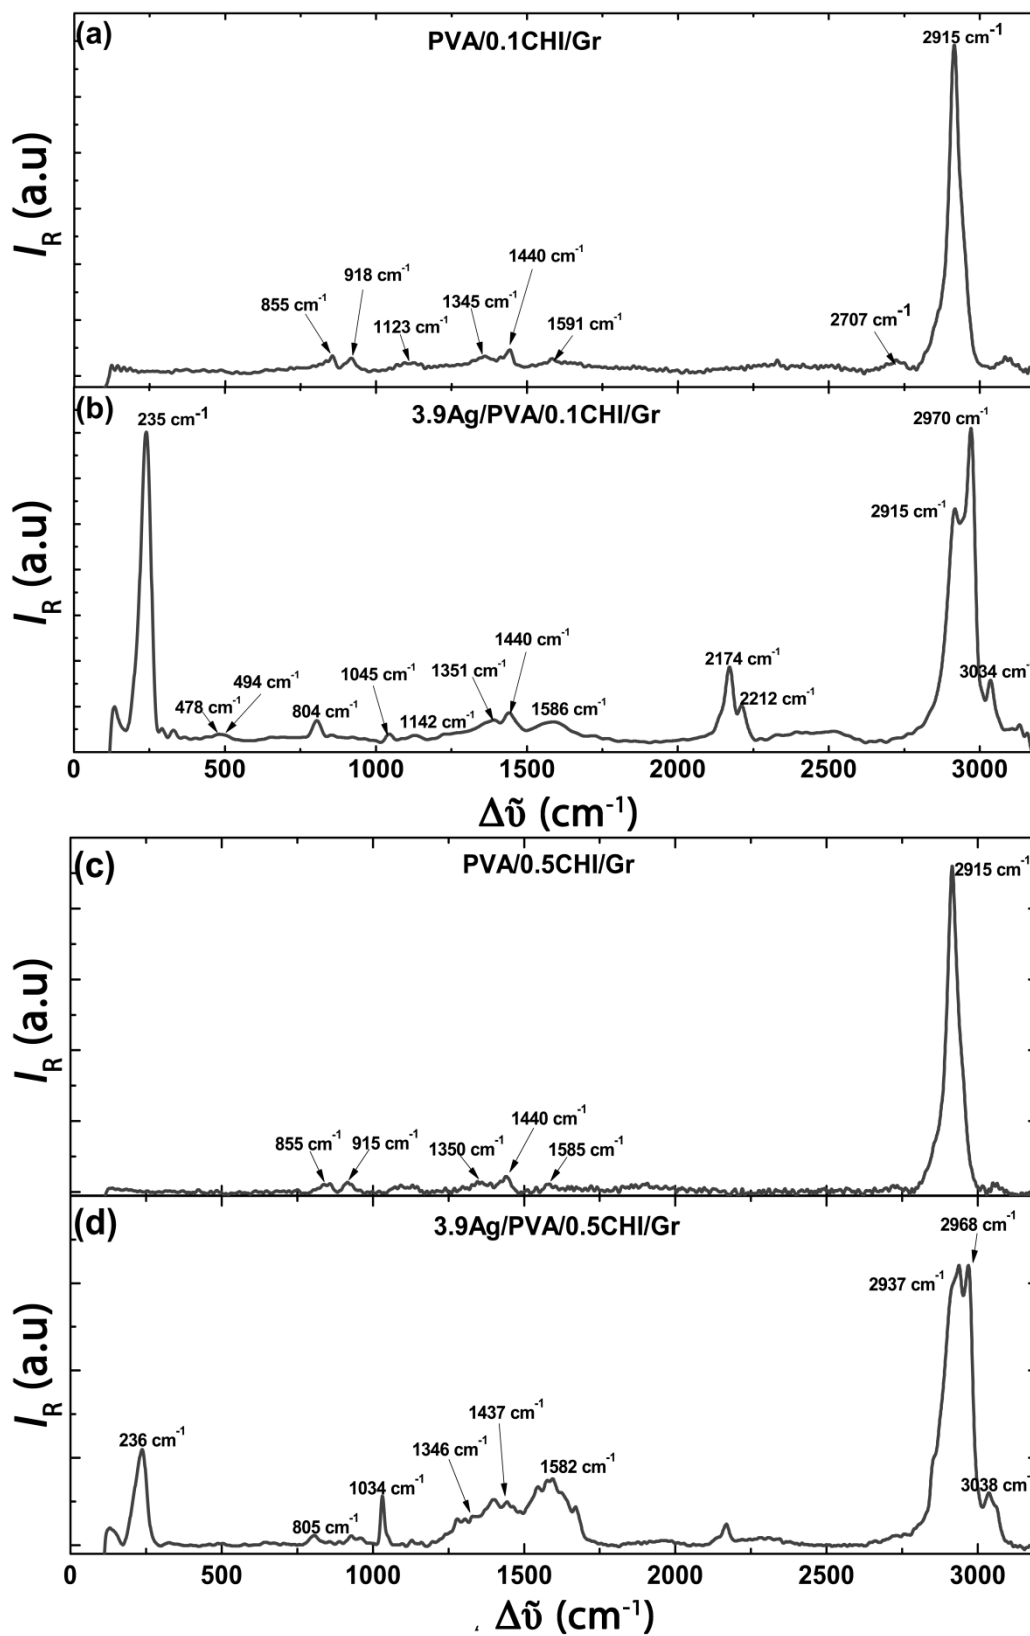 (a)
PVA/0.1CHI/Gr
2915 cm⁻¹
I_R (a.u)
855 cm⁻¹
918 cm⁻¹
1123 cm⁻¹
1345 cm⁻¹
1440 cm⁻¹
1591 cm⁻¹
2707 cm⁻¹
(b)
3.9Ag/PVA/0.1CHI/Gr
235 cm⁻¹
2970 cm⁻¹
2915 cm⁻¹
I_R (a.u)
478 cm⁻¹
494 cm⁻¹
804 cm⁻¹
1045 cm⁻¹
1142 cm⁻¹
1351 cm⁻¹
1440 cm⁻¹
1586 cm⁻¹
2174 cm⁻¹
2212 cm⁻¹
3034 cm⁻¹
0 500 1000 1500 2000 2500 3000
Δῦ (cm⁻¹)
(c)
PVA/0.5CHI/Gr
2915 cm⁻¹
I_R (a.u)
855 cm⁻¹
915 cm⁻¹
1350 cm⁻¹
1440 cm⁻¹
1585 cm⁻¹
(d)
3.9Ag/PVA/0.5CHI/Gr
2968 cm⁻¹
2937 cm⁻¹
I_R (a.u)
236 cm⁻¹
805 cm⁻¹
1034 cm⁻¹
1346 cm⁻¹
1437 cm⁻¹
1582 cm⁻¹
3038 cm⁻¹
0 500 1000 1500 2000 2500 3000
Δῦ (cm⁻¹)